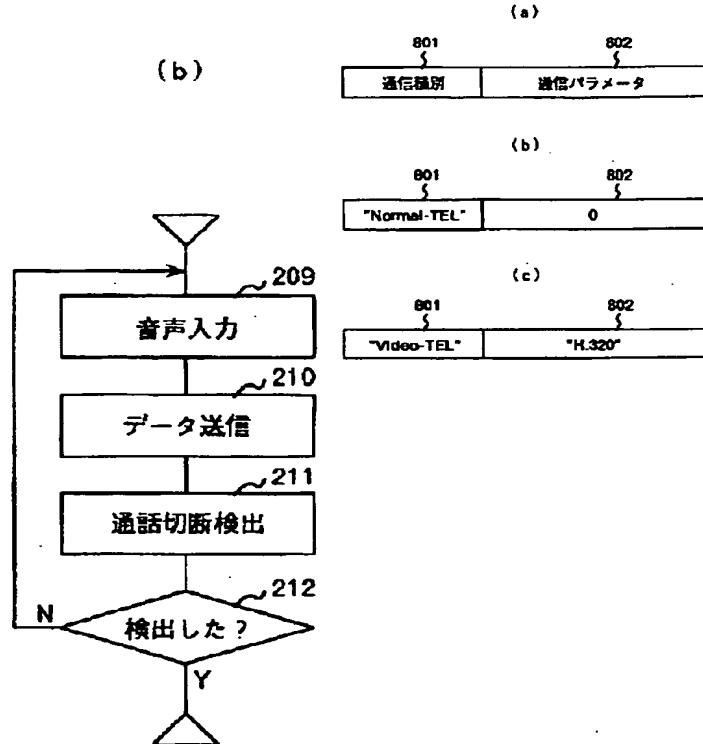 (b)
209
音声入力
210
データ送信
211
通話切断検出
212
検出した?
N
Y
(a)
801 802
通信種別 通信パラメータ
(b)
801 802
"Normal-TEL" 0
(c)
801 802
"Video-TEL" "H.320"